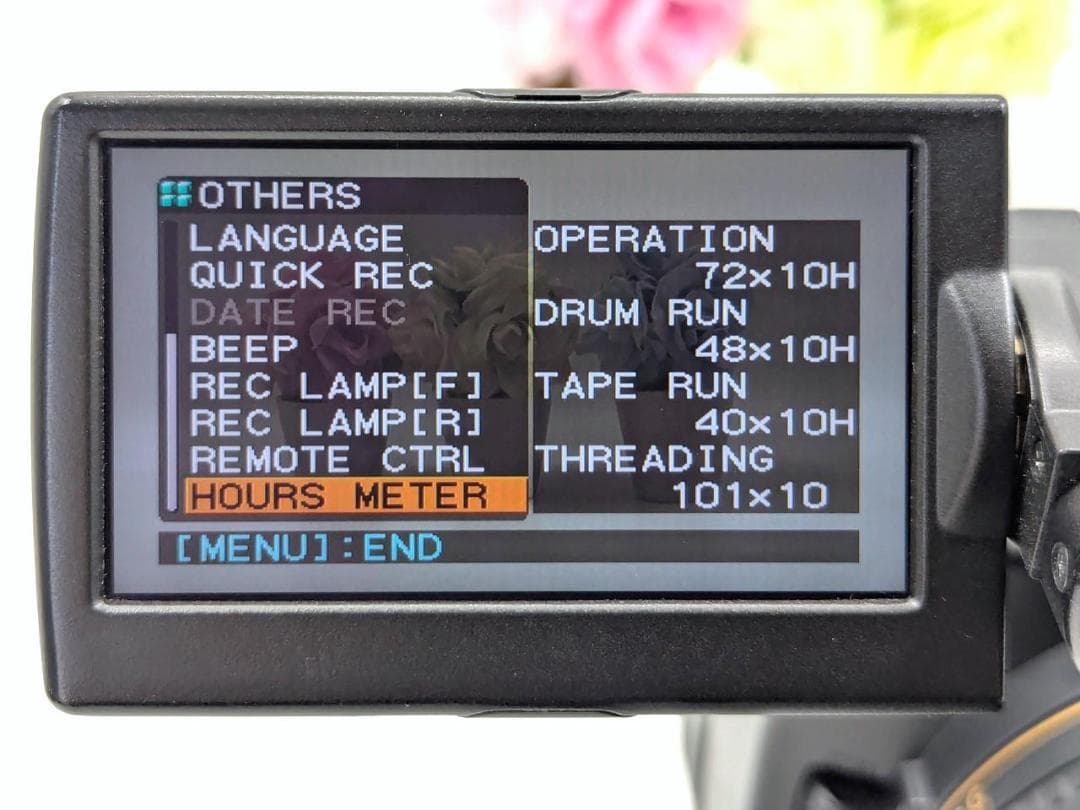 OTHERS
LANGUAGE
QUICK REC
DATE REC
BEEP
REC LAMP[F]
REC LAMP[R]
REMOTE CTRL
HOURS METER
OPERATION
72×10H
DRUM RUN
48×10H
TAPE RUN
40×10H
THREADING
101×10
[MENU]:END